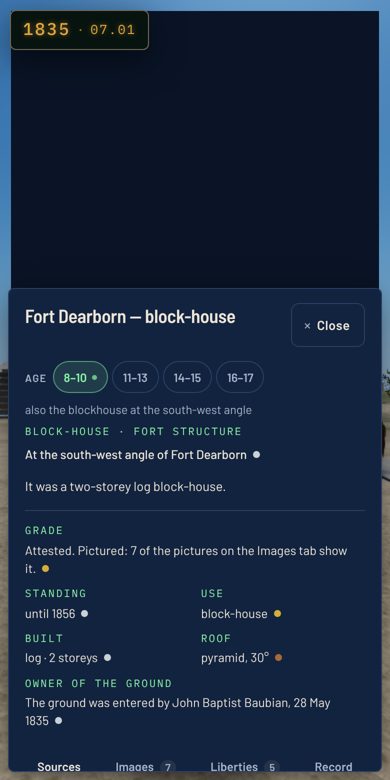 1835 · 07.01
Fort Dearborn — block-house
× Close
AGE 8–10 11–13 14–15 16–17
also the blockhouse at the south-west angle
BLOCK-HOUSE · FORT STRUCTURE
At the south-west angle of Fort Dearborn
It was a two-storey log block-house.
GRADE
Attested. Pictured: 7 of the pictures on the Images tab show
it.
STANDING USE
until 1856 block-house
BUILT ROOF
log · 2 storeys pyramid, 30°
OWNER OF THE GROUND
The ground was entered by John Baptist Baubian, 28 May
1835
Sources Images 7 Liberties 5 Record